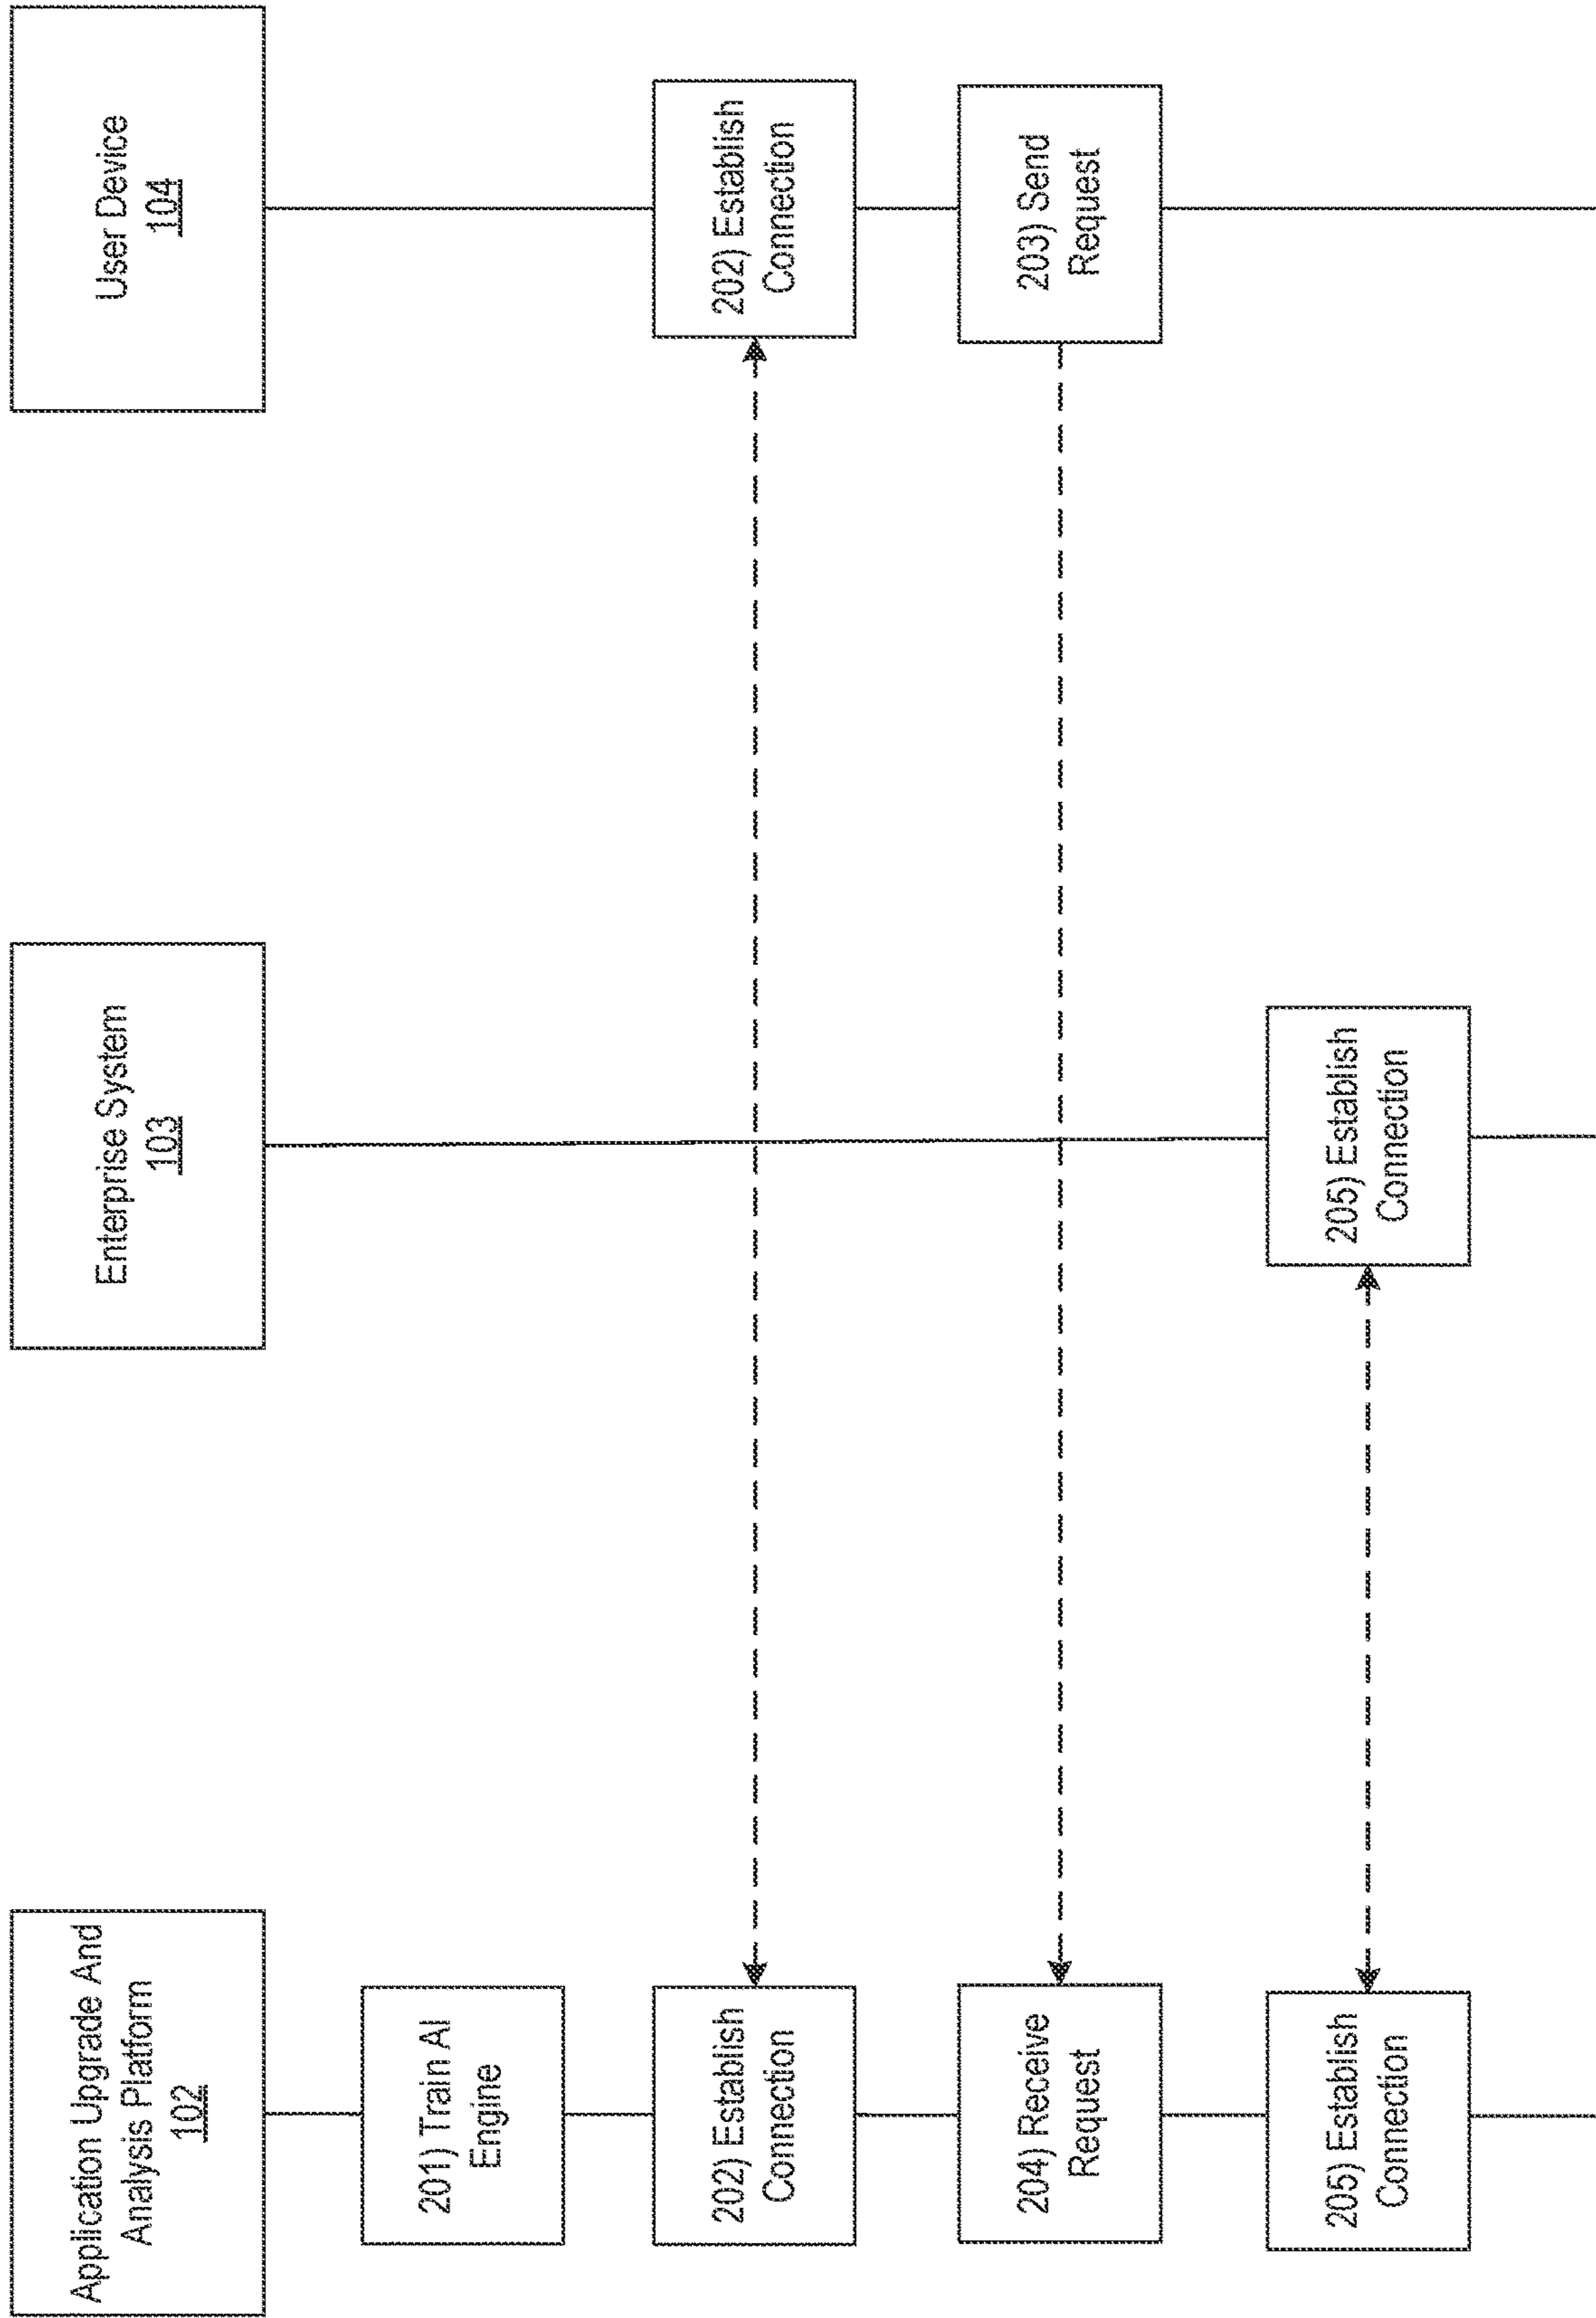 Application Upgrade And
Analysis Platform
102
Enterprise System
103
User Device
104
201) Train AI
Engine
202) Establish
Connection
202) Establish
Connection
204) Receive
Request
203) Send
Request
205) Establish
Connection
205) Establish
Connection